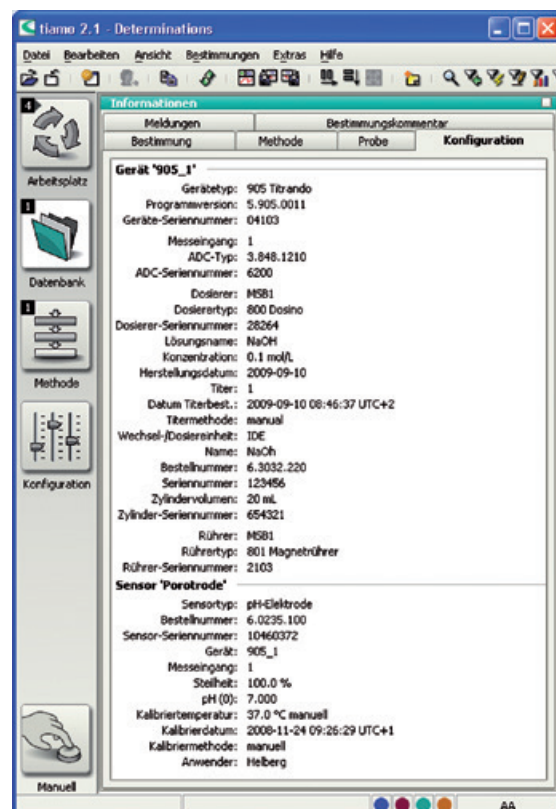 tiamo 2.1 - Determinations
Datei Bearbeiten Ansicht Bestimmungen Extras Hilfe
Informationen
Meldungen Bestimmungskommentar
Bestimmung Methode Probe Konfiguration
4
Arbeitsplatz
1
Datenbank
1
Methode
Konfiguration
Manuell
Gerät '905_1'
Gerätetyp: 905 Titrando
Programmversion: 5.905.0011
Geräte-Seriennummer: 04103
Messeingang: 1
ADC-Typ: 3.848.1210
ADC-Seriennummer: 6200
Dosierer: MSB1
Dosierertyp: 800 Dosino
Dosierer-Seriennummer: 28264
Lösungsname: NaOH
Konzentration: 0.1 mol/L
Herstellungsdatum: 2009-09-10
Titer: 1
Datum Titerbest.: 2009-09-10 08:46:37 UTC+2
Titermethode: manual
Wechsel-/Dosiereinheit: IDE
Name: NaOh
Bestellnummer: 6.3032.220
Seriennummer: 123456
Zylindervolumen: 20 mL
Zylinder-Seriennummer: 654321
Rührer: MSB1
Rührertyp: 801 Magnetrührer
Rührer-Seriennummer: 2103
Sensor 'Porotrode'
Sensortyp: pH-Elektrode
Bestellnummer: 6.0235.100
Sensor-Seriennummer: 10460372
Gerät: 905_1
Messeingang: 1
Steilheit: 100.0 %
pH (0): 7.000
Kalibriertemperatur: 37.0 °C manuell
Kalibrierdatum: 2008-11-24 09:26:29 UTC+1
Kalibriermethode: manuell
Anwender: Helberg
AA